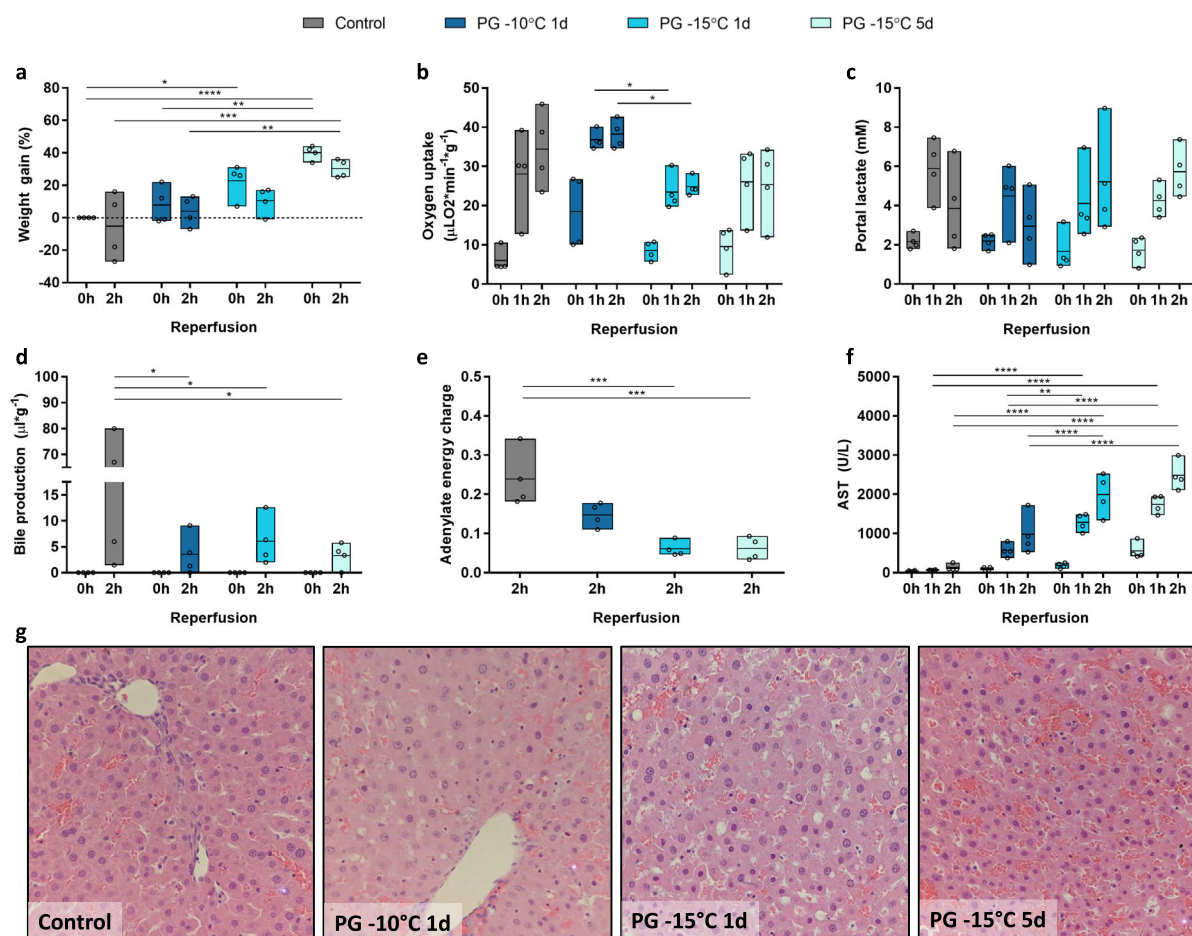 Control PG -10°C 1d PG -15°C 1d PG -15°C 5d
a
Weight gain (%)
80
60
40
20
0
-20
-40
* 
****
**
***
**
0h 2h 0h 2h 0h 2h 0h 2h
Reperfusion
b
Oxygen uptake
(µLO2*min⁻¹*g⁻¹)
50
40
30
20
10
0
*
*
0h 1h 2h 0h 1h 2h 0h 1h 2h 0h 1h 2h
Reperfusion
c
Portal lactate (mM)
10
8
6
4
2
0
0h 1h 2h 0h 1h 2h 0h 1h 2h 0h 1h 2h
Reperfusion
d
Bile production (µl*g⁻¹)
100
90
80
70
15
10
5
0
*
*
*
0h 2h 0h 2h 0h 2h 0h 2h
Reperfusion
e
Adenylate energy charge
0.5
0.4
0.3
0.2
0.1
0.0
***
***
2h 2h 2h 2h
Reperfusion
f
AST (U/L)
5000
4000
3000
2000
1000
0
****
****
**
****
****
****
****
****
0h 1h 2h 0h 1h 2h 0h 1h 2h 0h 1h 2h
Reperfusion
g
Control
PG -10°C 1d
PG -15°C 1d
PG -15°C 5d